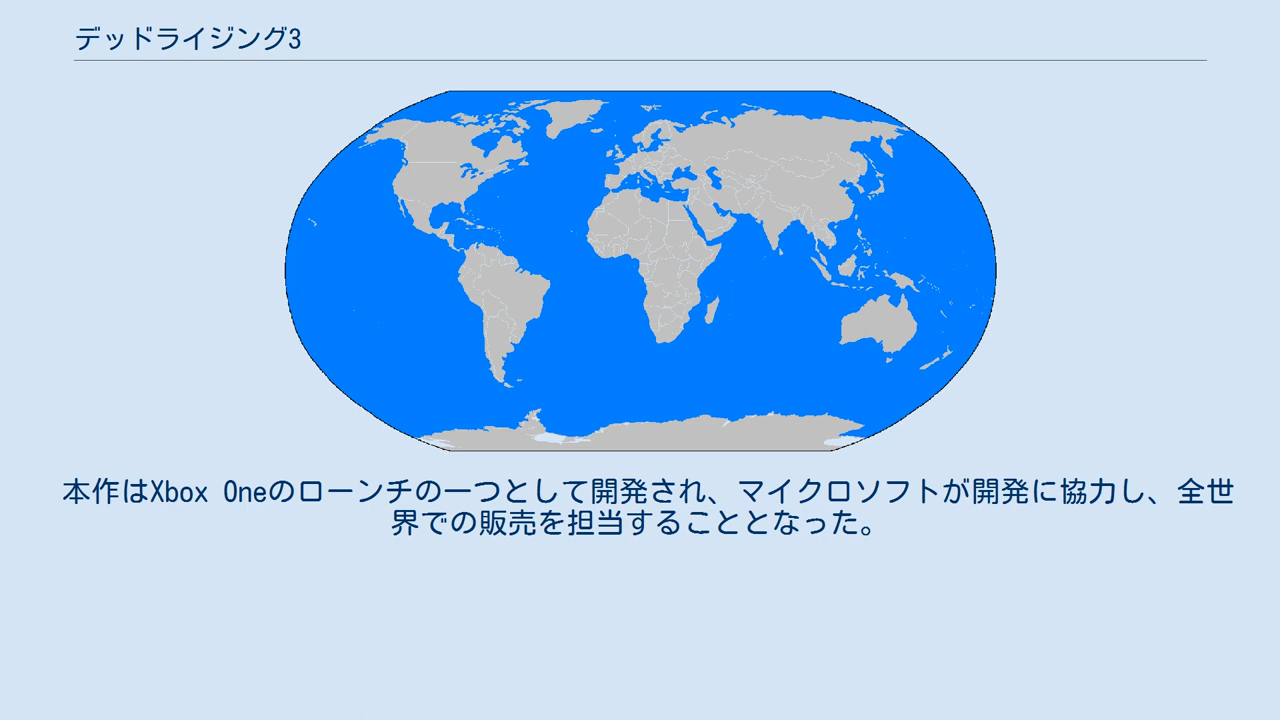 デッドライジング3
本作はXbox Oneのローンチの一つとして開発され、マイクロソフトが開発に協力し、全世
界での販売を担当することとなった。